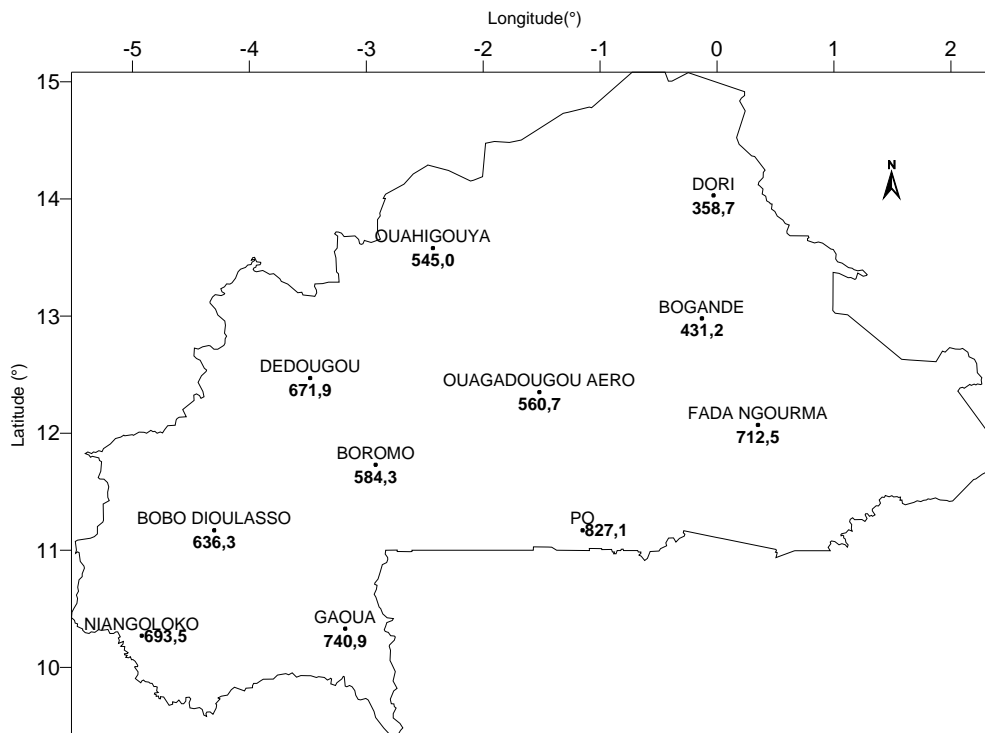 Longitude(°)
-5 -4 -3 -2 -1 0 1 2
15
N
DORI
14
358,7
OUAHIGOUYA
545,0
BOGANDE
13
431,2
DEDOUGOU
671,9
OUAGADOUGOU AERO
560,7
Latitude (°)
FADA NGOURMA
12
712,5
BOROMO
584,3
BOBO DIOULASSO
636,3
PO
827,1
11
NIANGOLOKO
693,5
GAOUA
740,9
10